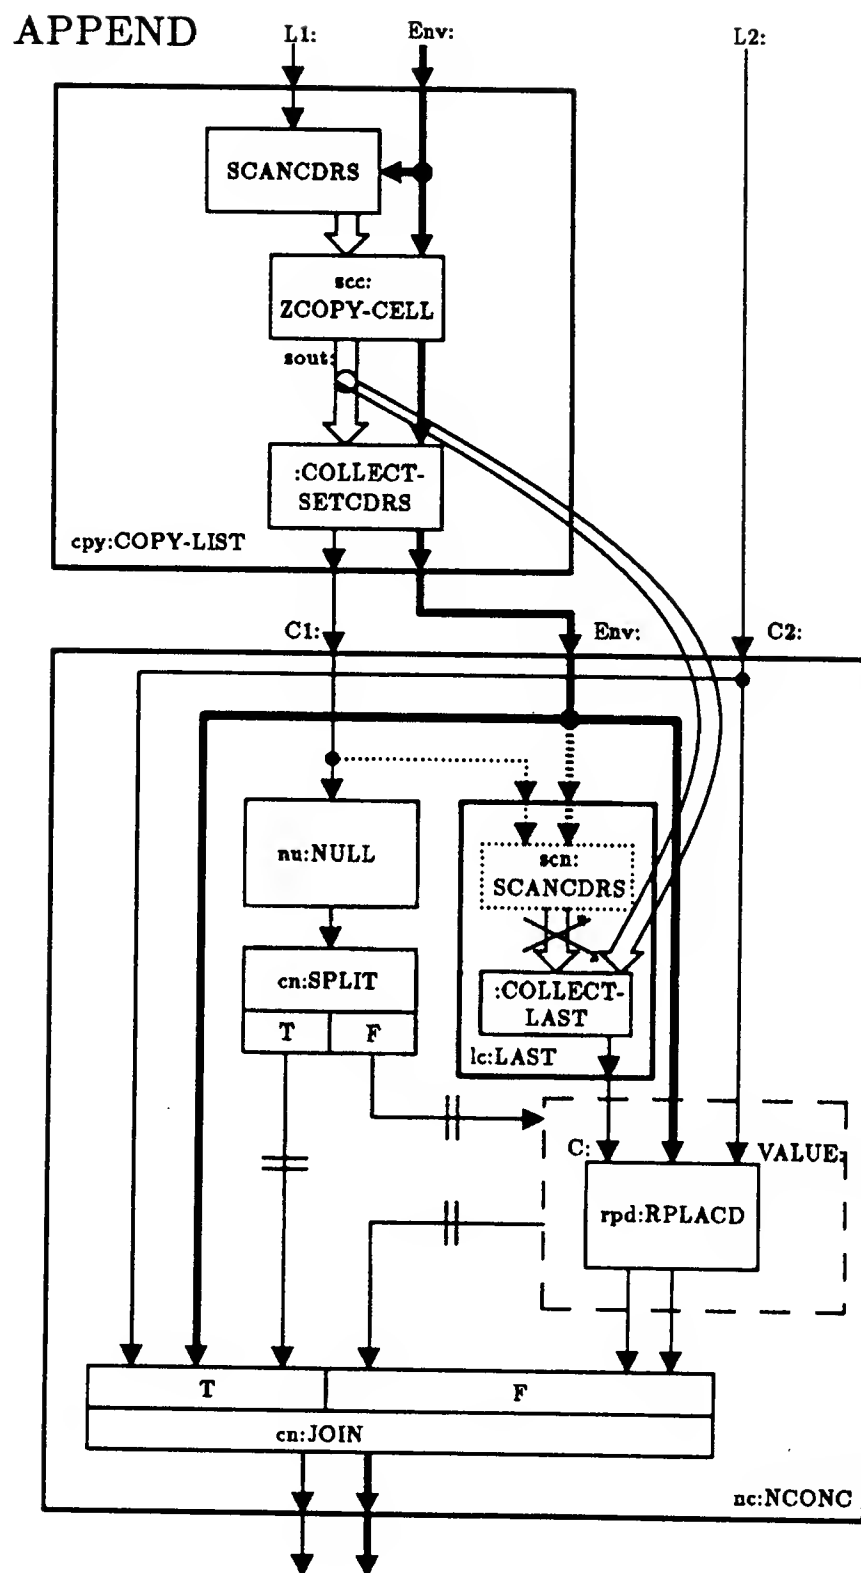 APPEND
L1:
Env:
L2:
SCANCDRS
scc:
ZCOPY-CELL
sout:
:COLLECT-
SETCDRS
cpy:COPY-LIST
C1:
Env:
C2:
nu:NULL
scn:
SCANCDRS
cn:SPLIT
T
F
:COLLECT-
LAST
lc:LAST
C:
VALUE:
rpd:RPLACD
T
F
cn:JOIN
nc:NCONC